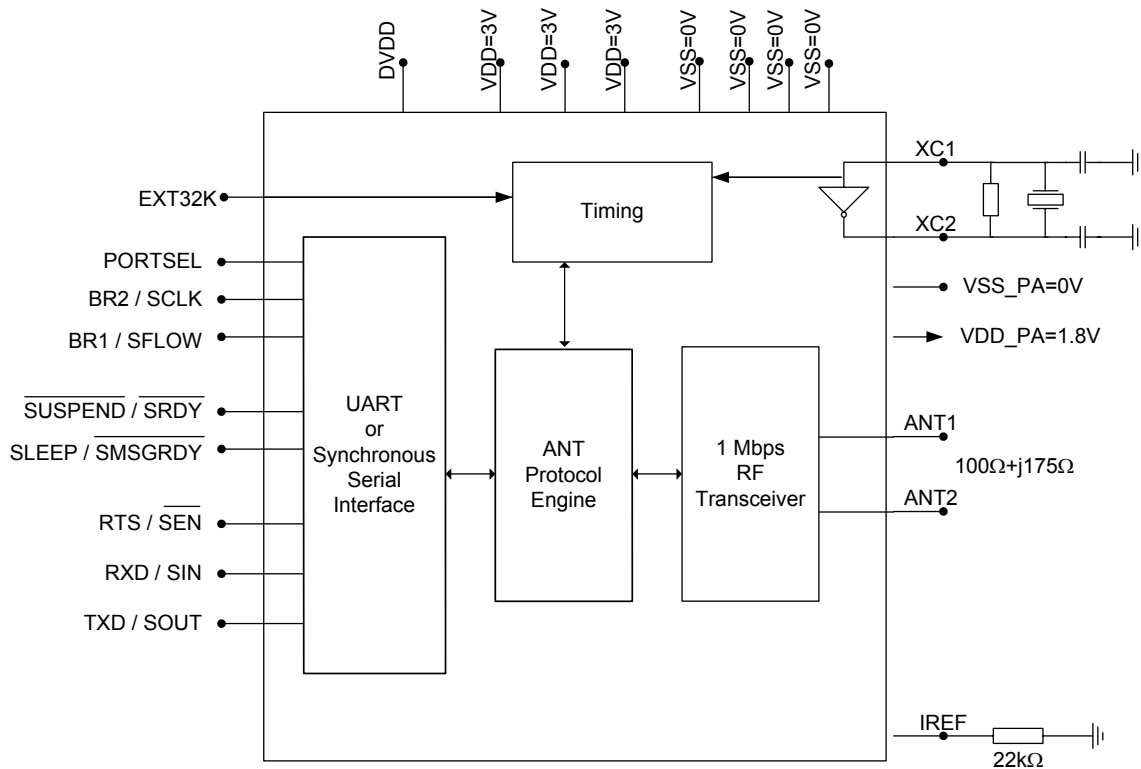 DVDD
VDD=3V
VDD=3V
VDD=3V
VSS=0V
VSS=0V
VSS=0V
VSS=0V
XC1
EXT32K
Timing
XC2
PORTSEL
BR2 / SCLK
VSS_PA=0V
BR1 / SFLOW
VDD_PA=1.8V
SUSPEND / SRDY
SLEEP / SMSGRDY
UART
or
Synchronous
Serial
Interface
ANT
Protocol
Engine
1 Mbps
RF
Transceiver
ANT1
100Ω+j175Ω
ANT2
RTS / SEN
RXD / SIN
TXD / SOUT
IREF
22kΩ